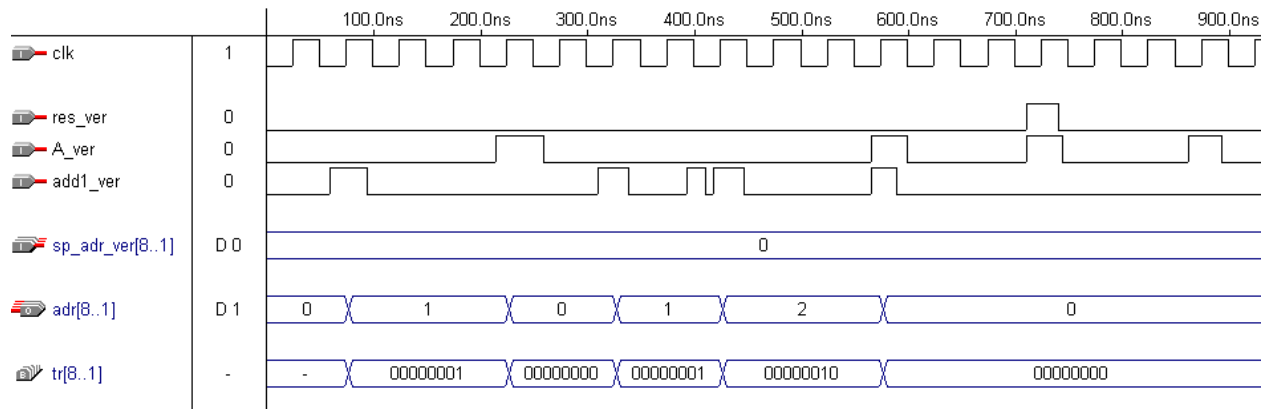 100.0ns 200.0ns 300.0ns 400.0ns 500.0ns 600.0ns 700.0ns 800.0ns 900.0ns
clk 1
res_ver 0
A_ver 0
add1_ver 0
sp_adr_ver[8..1] D 0 0
adr[8..1] D 1 0 1 0 1 2 0
tr[8..1] - - 00000001 00000000 00000001 00000010 00000000